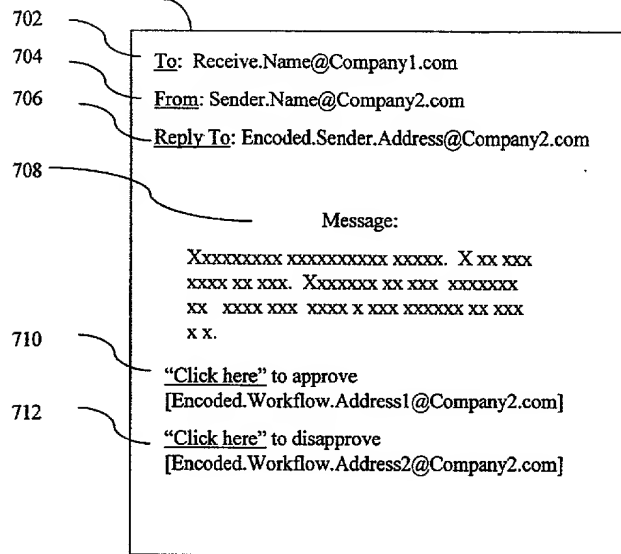 702
704
706
708
710
712
To: Receive.Name@Company1.com
From: Sender.Name@Company2.com
Reply To: Encoded.Sender.Address@Company2.com
Message:
Xxxxxxxxx xxxxxxxxxx xxxxx. X xx xxx
xxxx xx xxx. Xxxxxxx xx xxx xxxxxxx
xx xxxx xxx xxxx x xxx xxxxxx xx xxx
x x.
"Click here" to approve
[Encoded.Workflow.Address1@Company2.com]
"Click here" to disapprove
[Encoded.Workflow.Address2@Company2.com]